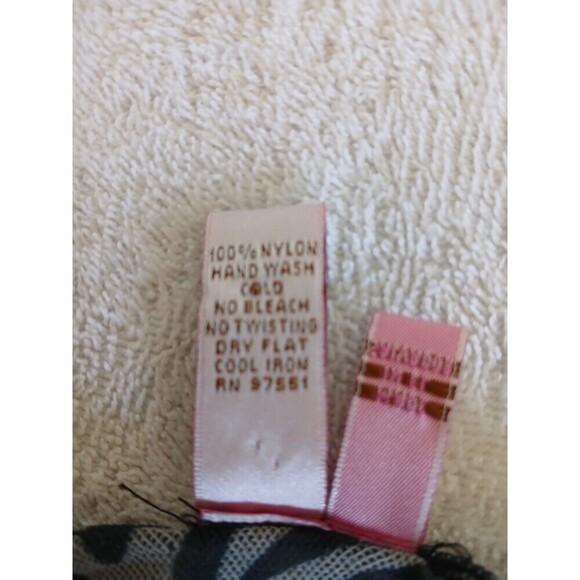 100% NYLON
HAND WASH
COLD
NO BLEACH
NO TWISTING
DRY FLAT
COOL IRON
RN 97551